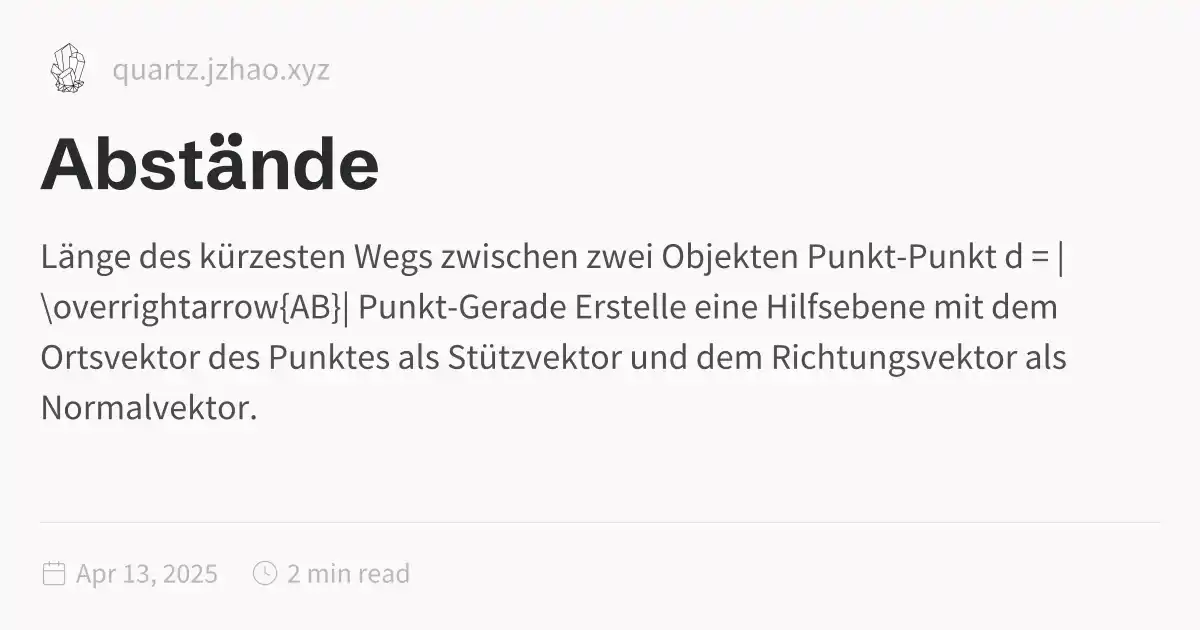 quartz.jzhao.xyz
Abstände
Länge des kürzesten Wegs zwischen zwei Objekten Punkt-Punkt d = |
\overrightarrow{AB}| Punkt-Gerade Erstelle eine Hilfsebene mit dem
Ortsvektor des Punktes als Stützvektor und dem Richtungsvektor als
Normalvektor.
Apr 13, 2025 2 min read